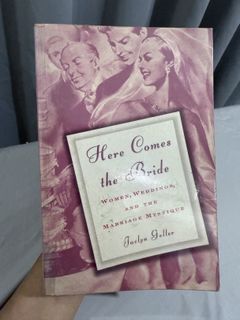 Here Comes
the Bride
WOMEN, WEDDINGS,
AND THE
MARRIAGE MYSTIQUE
Jaclyn Geller